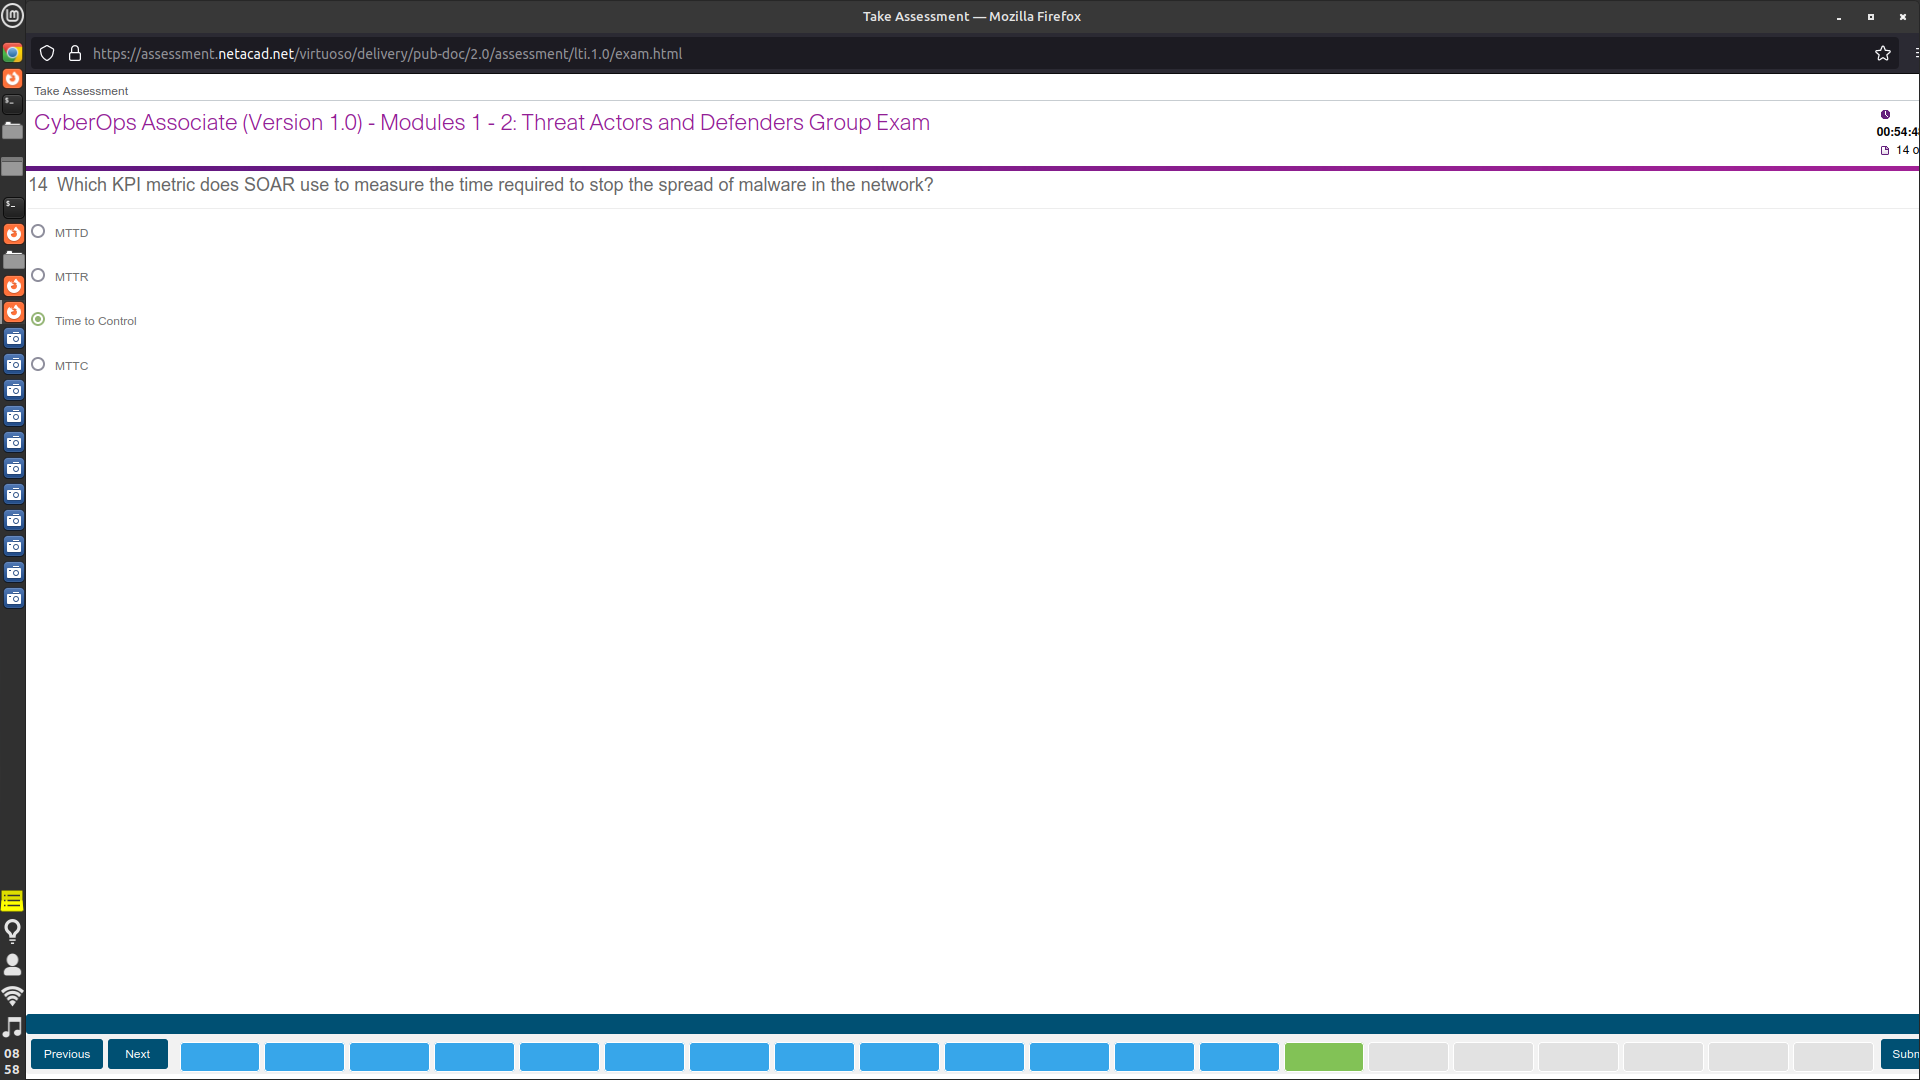 Take Assessment — Mozilla Firefox
https://assessment.netacad.net/virtuoso/delivery/pub-doc/2.0/assessment/lti.1.0/exam.html
Take Assessment
CyberOps Associate (Version 1.0) - Modules 1 - 2: Threat Actors and Defenders Group Exam
00:54:4
14 o
14 Which KPI metric does SOAR use to measure the time required to stop the spread of malware in the network?
MTTD
MTTR
Time to Control
MTTC
Previous
Next
Subm
08
58